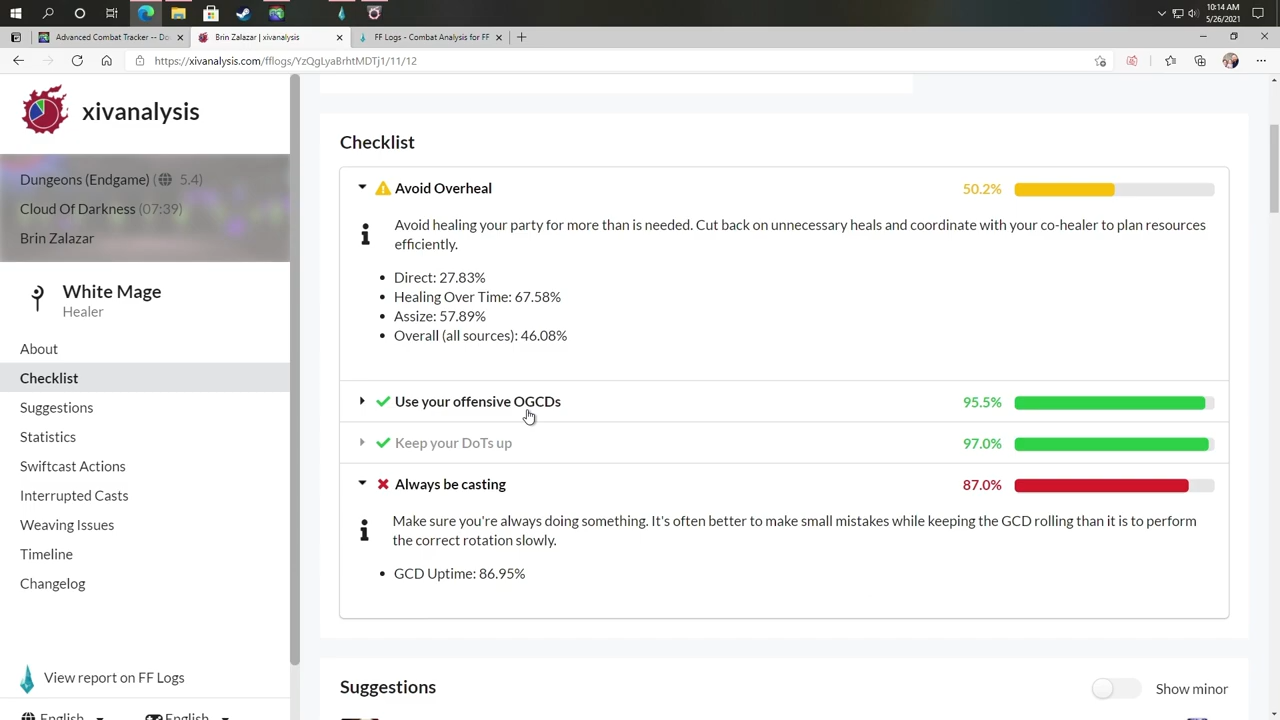 10:14 AM
5/26/2021
Advanced Combat Tracker -- Do
Brin Zalazar | xivanalysis
FF Logs - Combat Analysis for FF
https://xivanalysis.com/fflogs/YzQgLyaBrhtMDTj1/11/12
xivanalysis
Dungeons (Endgame) ( 5.4)
Cloud Of Darkness (07:39)
Brin Zalazar
White Mage
Healer
About
Checklist
Suggestions
Statistics
Swiftcast Actions
Interrupted Casts
Weaving Issues
Timeline
Changelog
View report on FF Logs
English
English
Checklist
Avoid Overheal
50.2%
Avoid healing your party for more than is needed. Cut back on unnecessary heals and coordinate with your co-healer to plan resources
efficiently.
• Direct: 27.83%
• Healing Over Time: 67.58%
• Assize: 57.89%
• Overall (all sources): 46.08%
Use your offensive OGCDs
95.5%
Keep your DoTs up
97.0%
Always be casting
87.0%
Make sure you're always doing something. It's often better to make small mistakes while keeping the GCD rolling than it is to perform
the correct rotation slowly.
• GCD Uptime: 86.95%
Suggestions
Show minor